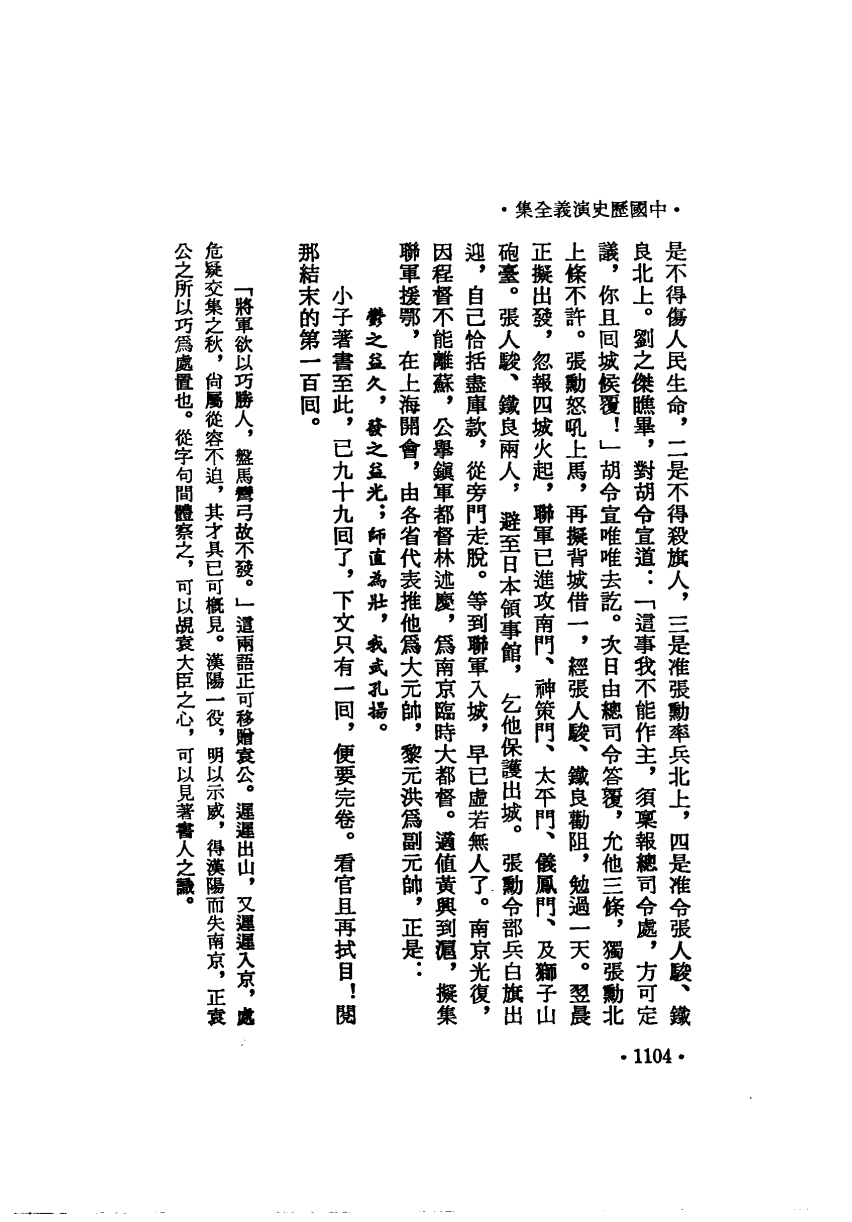 ·中國歷史演義全集·
是不得傷人民生命，二是不得殺旗人，三是准張勳率兵北上，四是准令張人駿、鐵
良北上。劉之傑瞧畢，對胡令宣道：「這事我不能作主，須稟報總司令處，方可定
議，你且回城候覆！」胡令宣唯唯去訖。次日由總司令答覆，允他三條，獨張勳北
上條不許。張勳怒吼上馬，再擬背城借一，經張人駿、鐵良勸阻，勉過一天。翌晨
正擬出發，忽報四城火起，聯軍已進攻南門、神策門、太平門、儀鳳門、及獅子山
砲臺。張人駿、鐵良兩人，避至日本領事館，乞他保護出城。張勳令部兵白旗出
迎，自己恰括盡庫款，從旁門走脫。等到聯軍入城，早已虛若無人了。南京光復，
因程督不能離蘇，公舉鎭軍都督林述慶，爲南京臨時大都督。適值黃興到滬，擬集
聯軍援鄂，在上海開會，由各省代表推他爲大元帥，黎元洪爲副元帥，正是：
鬱之益久，發之益光；師直為壯，我武孔揚。
小子著書至此，已九十九回了，下文只有一回，便要完卷。看官且再拭目！閱
那結末的第一百回。
「將軍欲以巧勝人，盤馬彎弓故不發。」這兩語正可移贈袁公。遲遲出山，又遲遲入京，處
危疑交集之秋，尙屬從容不迫，其才具已可槪見。漢陽一役，明以示威，得漢陽而失南京，正袁
公之所以巧爲處置也。從字句間體察之，可以覘袁大臣之心，可以見著書人之識。
·1104·